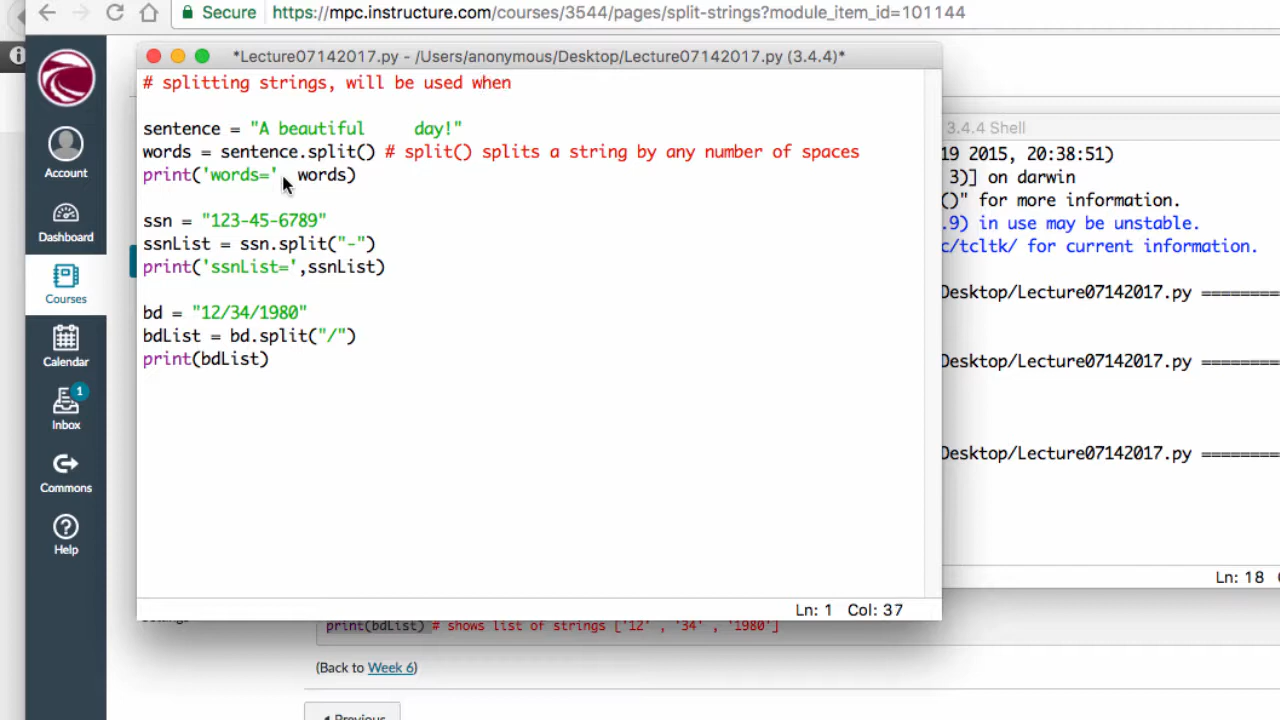 Secure https://mpc.instructure.com/courses/3544/pages/split-strings?module_item_id=101144
*Lecture07142017.py - /Users/anonymous/Desktop/Lecture07142017.py (3.4.4)*
# splitting strings, will be used when
sentence = "A beautiful     day!"
words = sentence.split() # split() splits a string by any number of spaces
print('words=' words)
ssn = "123-45-6789"
ssnList = ssn.split("-")
print('ssnList=',ssnList)
bd = "12/34/1980"
bdList = bd.split("/")
print(bdList)
Ln: 1 Col: 37
Account
Dashboard
Courses
Calendar
1
Inbox
Commons
Help
3.4.4 Shell
19 2015, 20:38:51)
3)] on darwin
()" for more information.
.9) in use may be unstable.
c/tcltk/ for current information.
Desktop/Lecture07142017.py ========
Desktop/Lecture07142017.py ========
Desktop/Lecture07142017.py ========
Ln: 18
print(bdList) # shows list of strings ['12' , '34' , '1980']
(Back to Week 6)
Previous